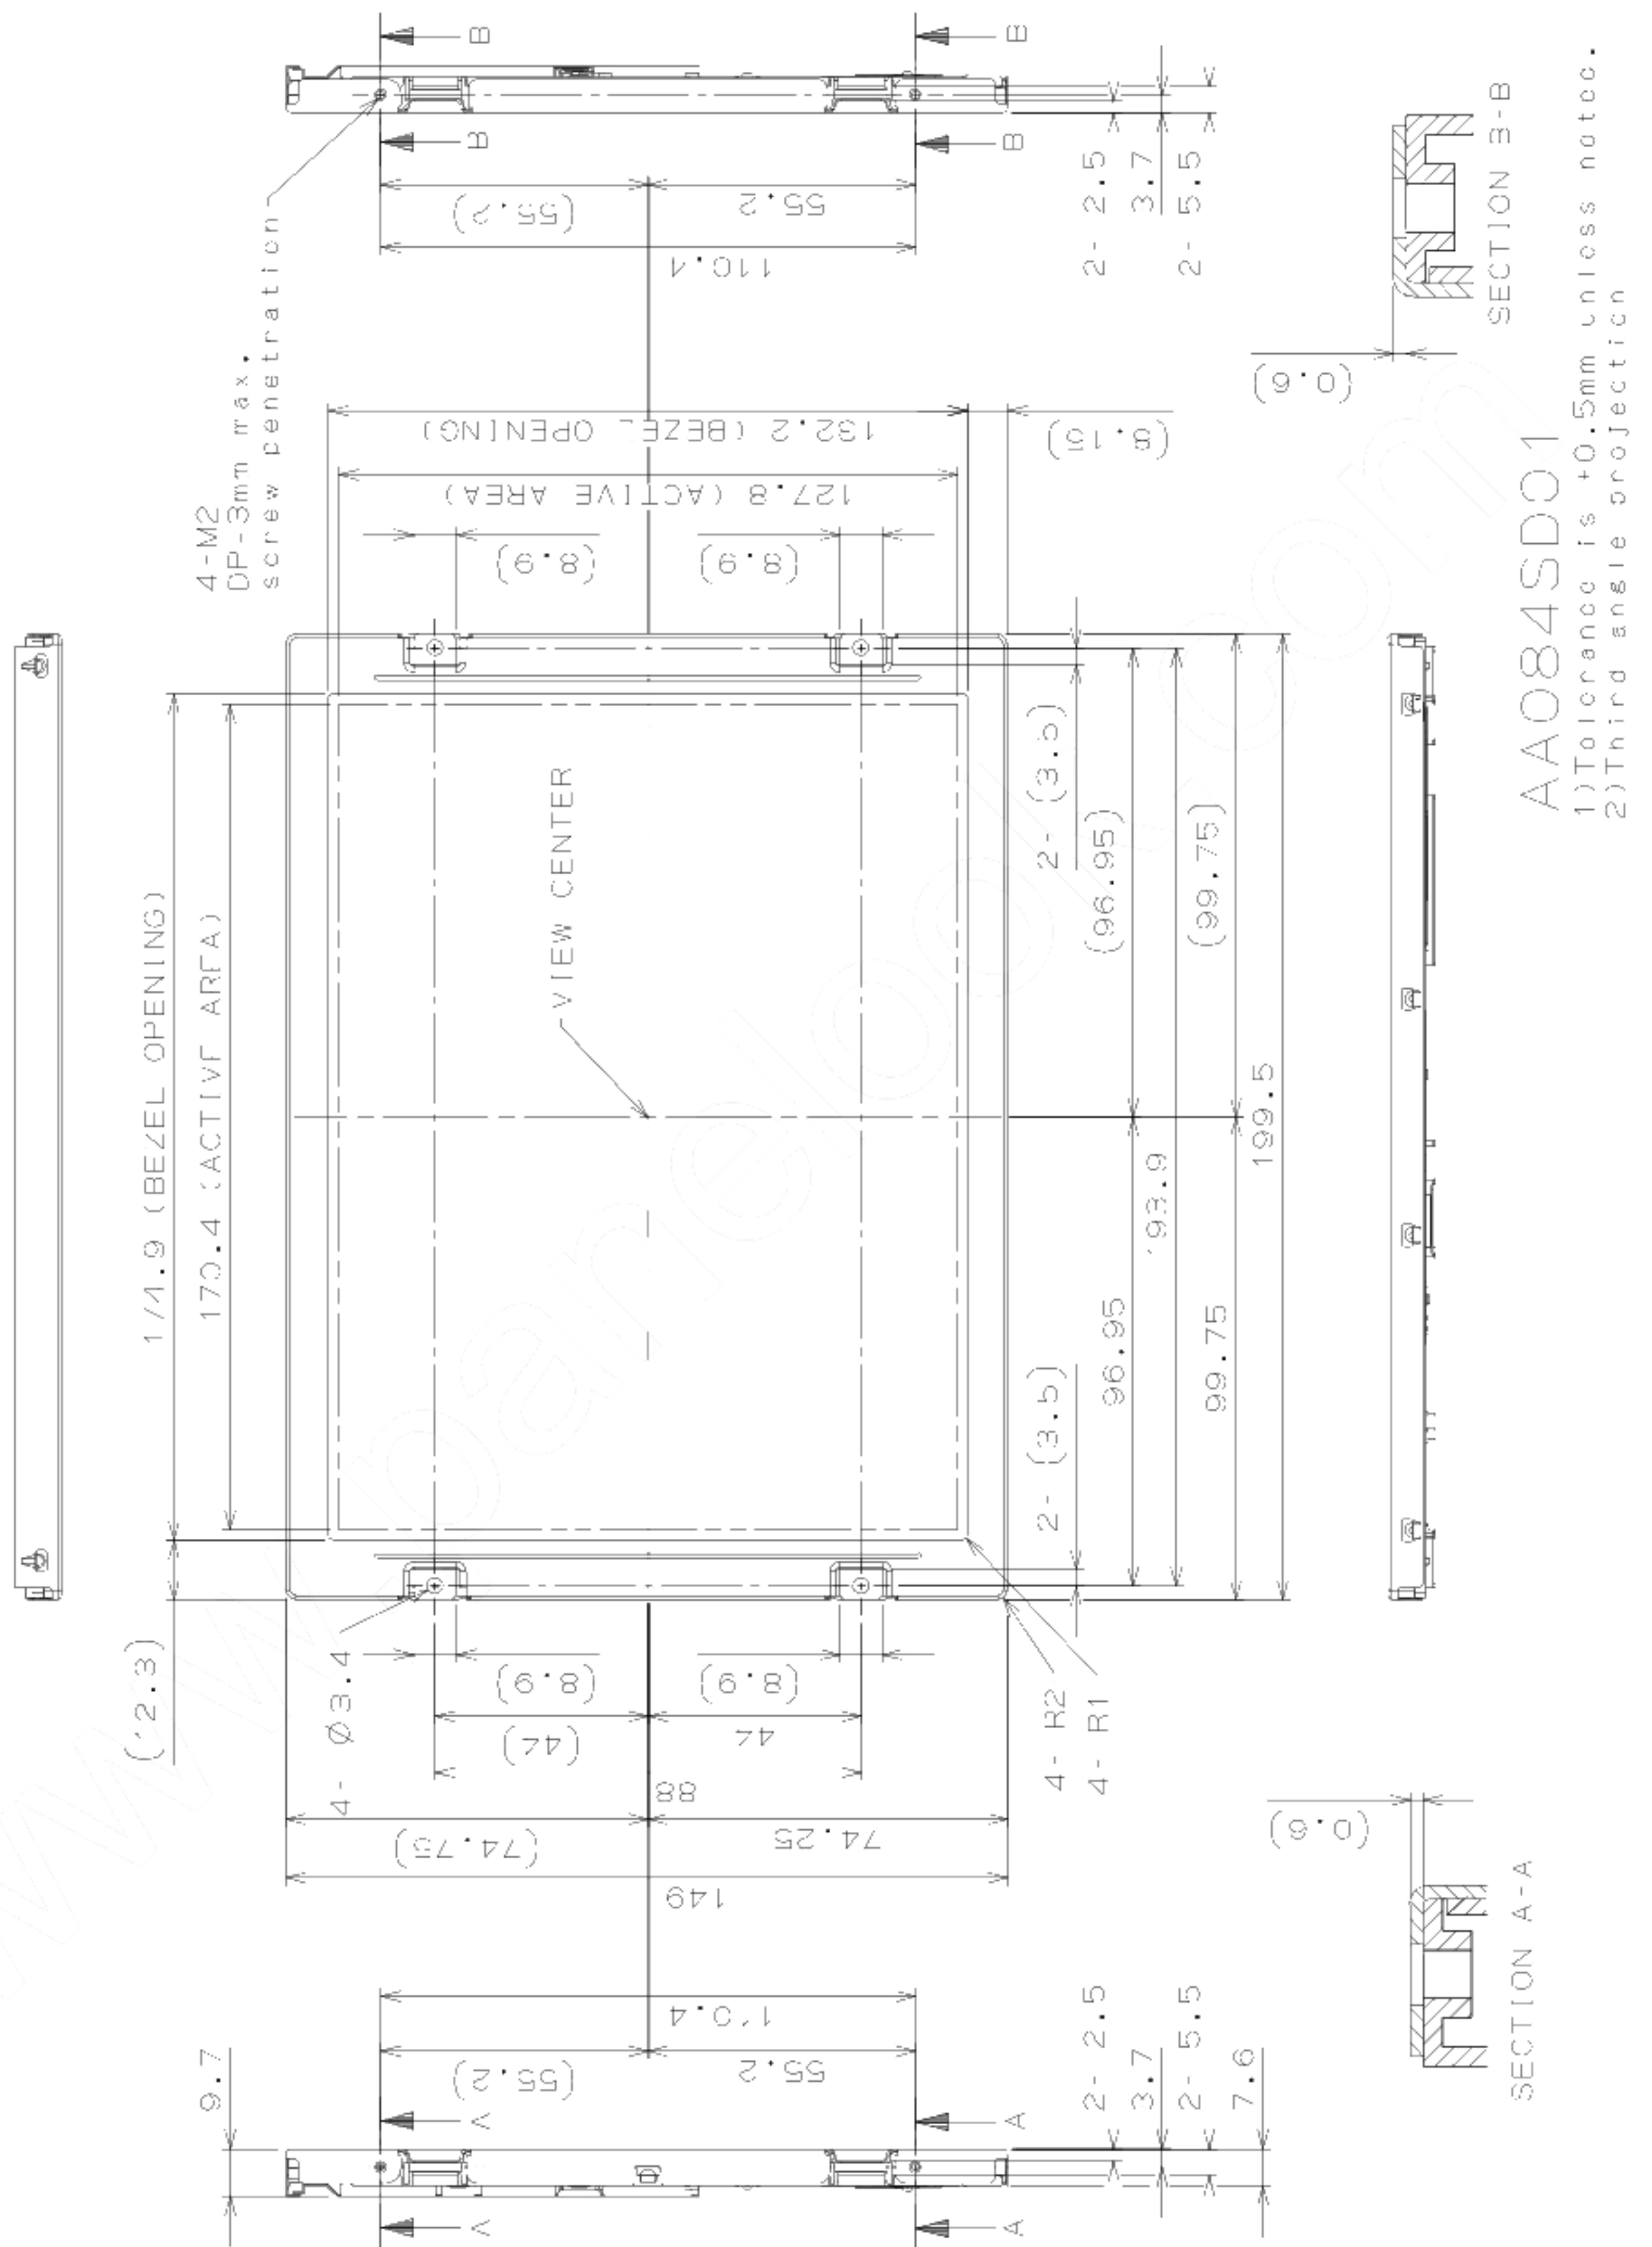 B
B
B
B
4-M2
DP-3mm max.
screw penetration
(55.2)
55.2
110.4
2- 2.5
3.7
2- 5.5
SECTION B-B
(0.6)
132.2 (BEZEL OPENING)
127.8 (ACTIVE AREA)
(8.15)
(8.9)
(8.9)
174.9 (BEZEL OPENING)
170.4 (ACTIVE AREA)
VIEW CENTER
2- (3.5)
(96.95)
(99.75)
193.9
199.5
96.95
99.75
2- (3.5)
(12.3)
4- Ø3.4
(8.9)
(8.9)
(44)
44
88
4- R2
4- R1
(74.75)
74.25
149
(0.6)
SECTION A-A
110.4
(55.2)
55.2
9.7
2- 2.5
3.7
2- 5.5
7.6
A
A
A
A
AA084SD01
1)Tolerance is ±0.5mm unless noted.
2)Third angle projection
www.panelook.com